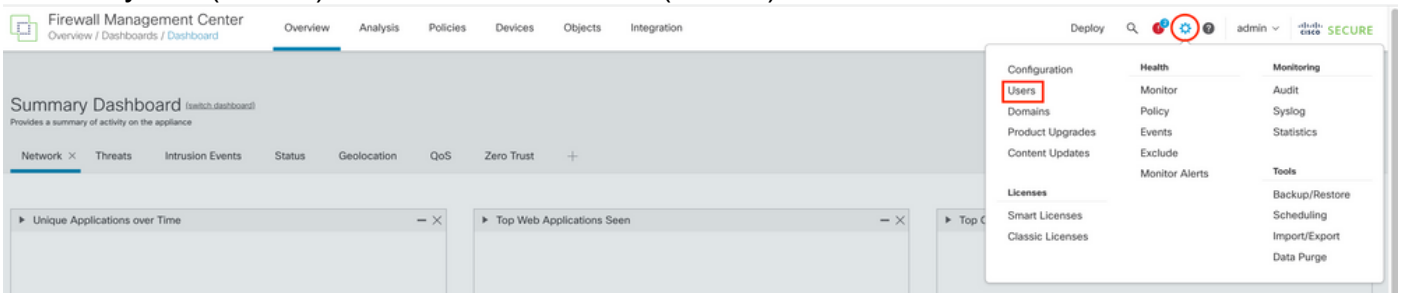 Firewall Management Center
Overview / Dashboards / Dashboard
Overview Analysis Policies Devices Objects Integration
Deploy admin cisco SECURE
Summary Dashboard (switch dashboard)
Provides a summary of activity on the appliance
Network × Threats Intrusion Events Status Geolocation QoS Zero Trust +
Unique Applications over Time
Top Web Applications Seen
Configuration
Users
Domains
Product Upgrades
Content Updates
Licenses
Smart Licenses
Classic Licenses
Health
Monitor
Policy
Events
Exclude
Monitor Alerts
Monitoring
Audit
Syslog
Statistics
Tools
Backup/Restore
Scheduling
Import/Export
Data Purge